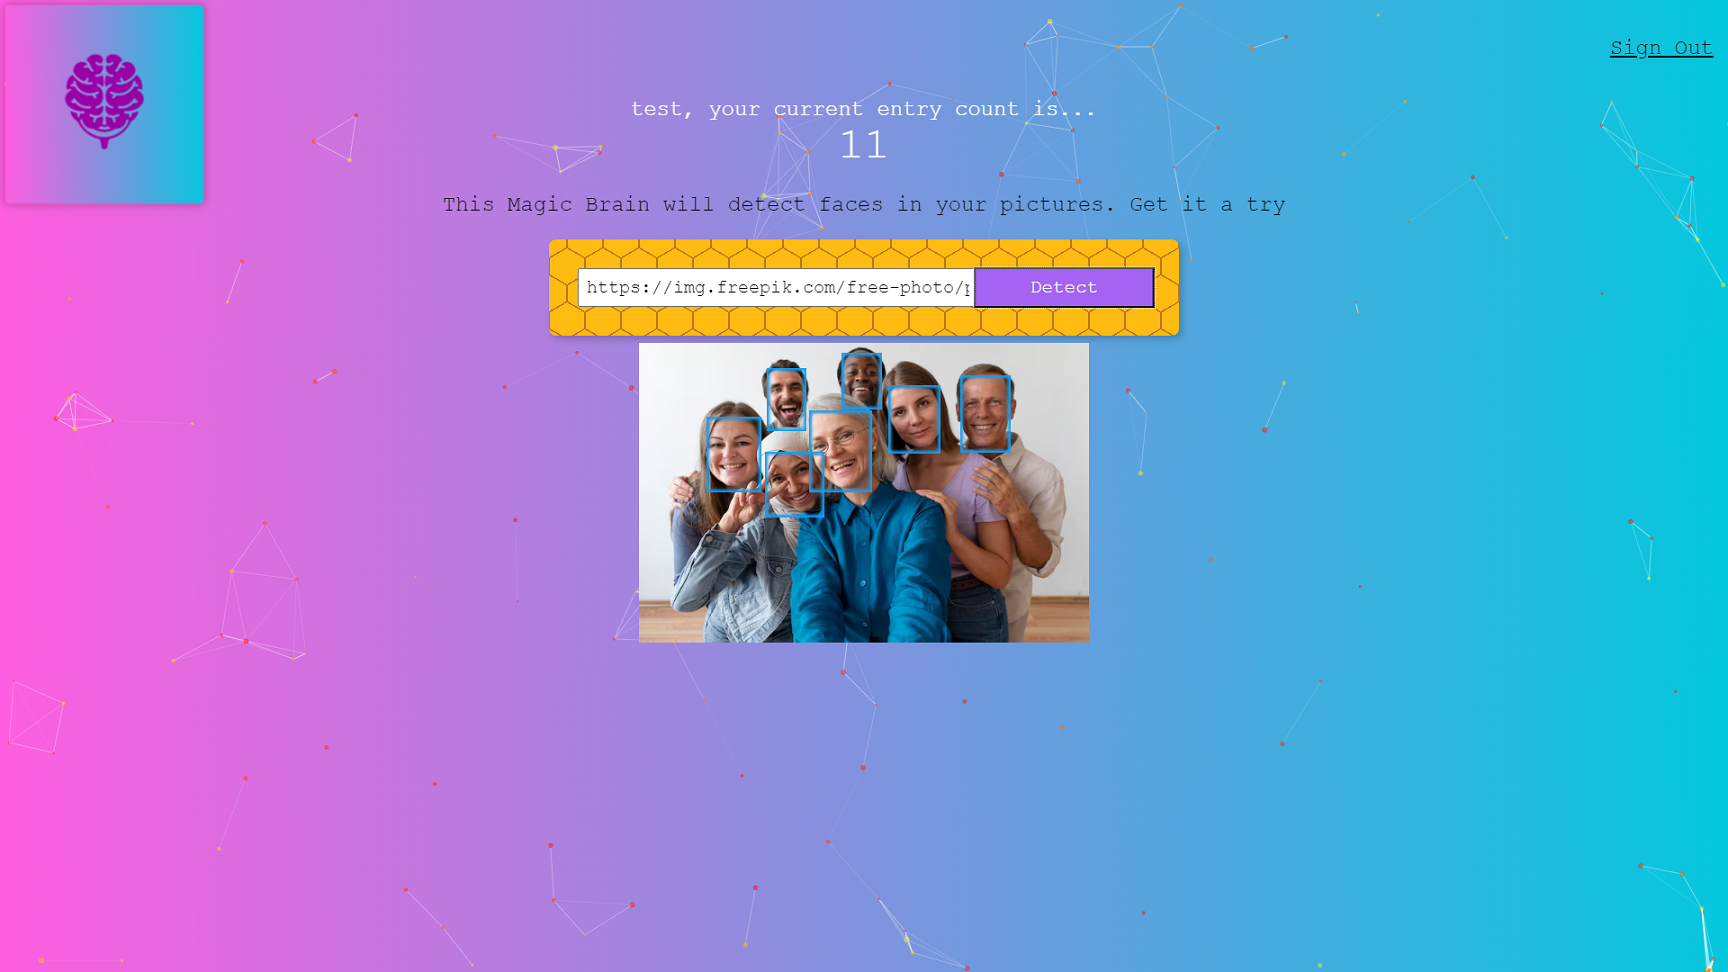 Sign Out
test, your current entry count is...
11
This Magic Brain will detect faces in your pictures. Get it a try
https://img.freepik.com/free-photo/p
Detect